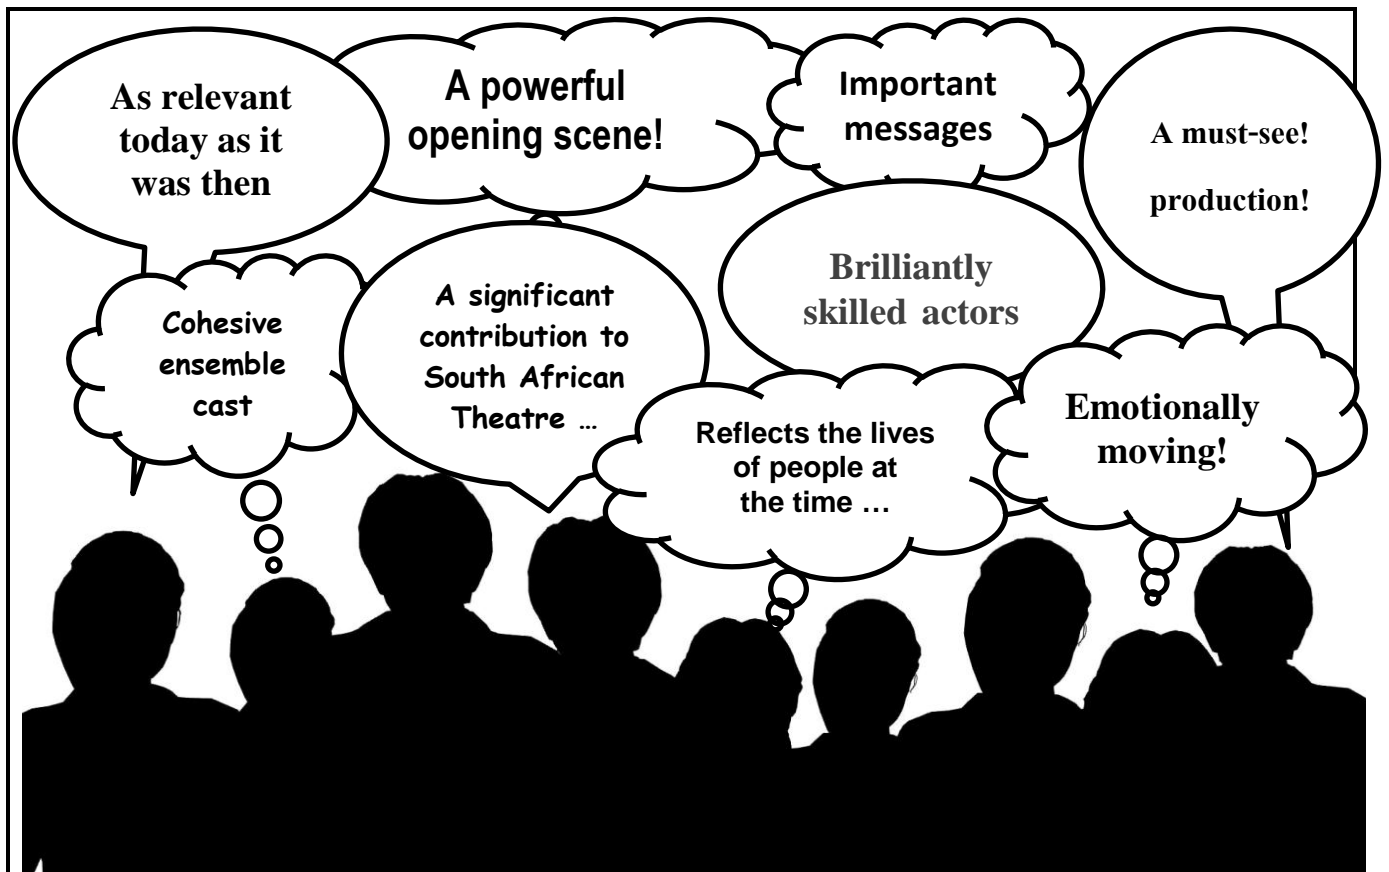 As relevant
today as it
was then
A powerful
opening scene!
Important
messages
A must-see!
production!
Cohesive
ensemble
cast
A significant
contribution to
South African
Theatre …
Brilliantly
skilled actors
Reflects the lives
of people at
the time …
Emotionally
moving!